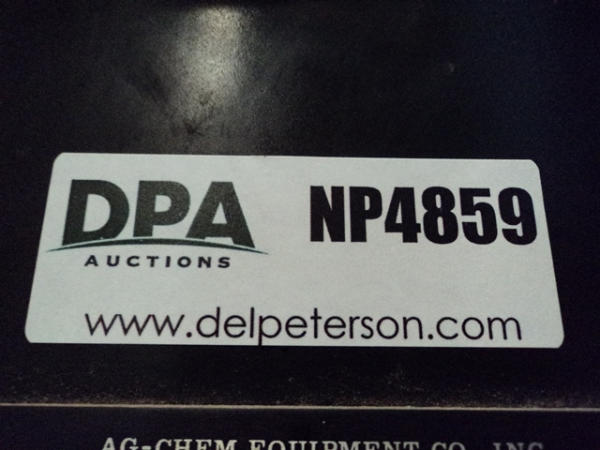 DPA NP4859
AUCTIONS
www.delpeterson.com
AG-CHEM EQUIPMENT CO., INC.